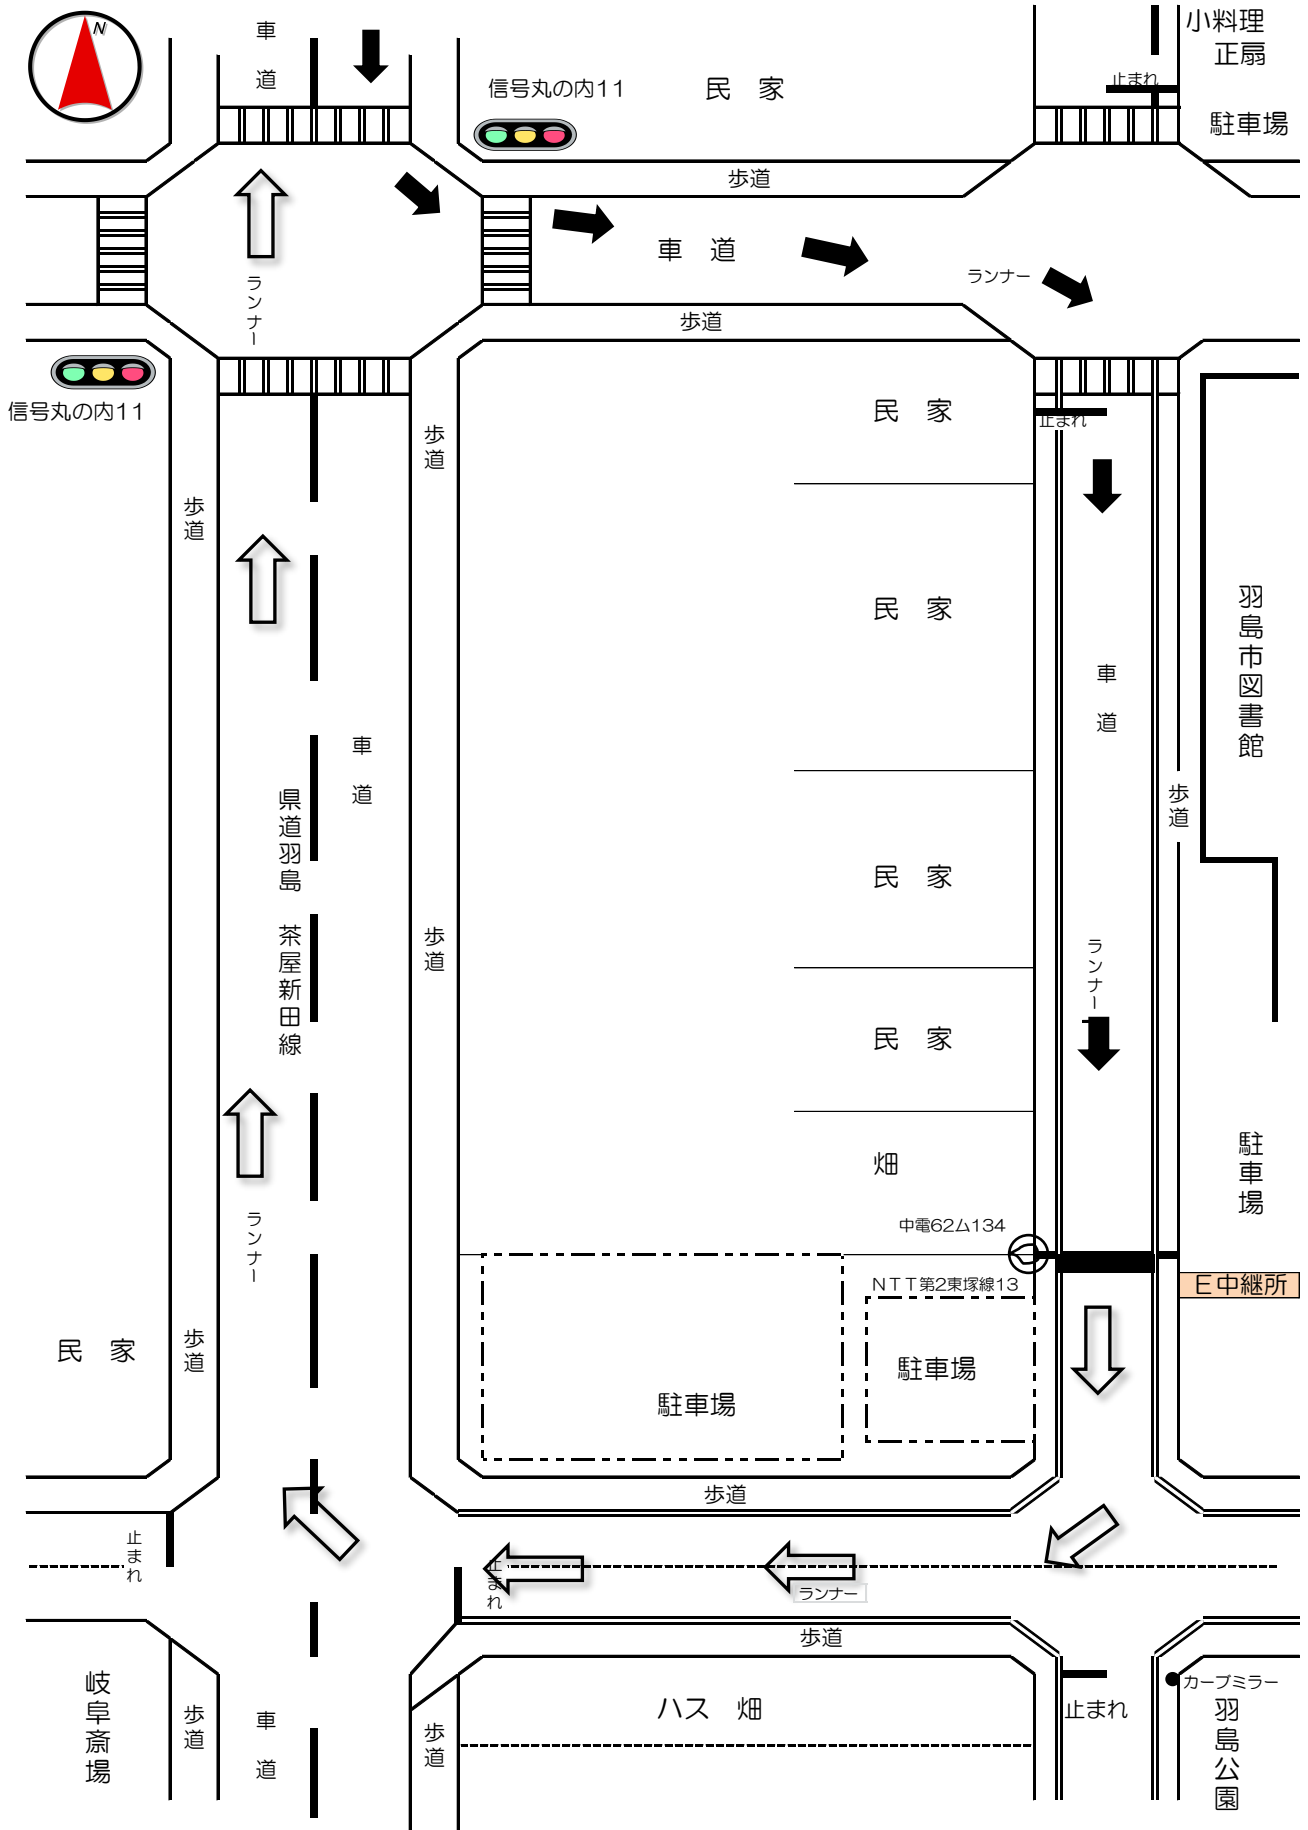 N
車道
信号丸の内11
民　家
止まれ
小料理
正扇
駐車場
歩道
車　道
ランナー
ランナー
歩道
信号丸の内11
歩道
歩道
民　家
止まれ
民　家
車道
羽島市図書館
車道
県道羽島　茶屋新田線
歩道
民　家
歩道
ランナー
民　家
畑
駐車場
ランナー
中電62ム134
NTT第2東塚線13
E中継所
民　家
歩道
駐車場
駐車場
歩道
止まれ
止まれ
ランナー
歩道
岐阜斎場
歩道
車道
歩道
ハス　畑
止まれ
カーブミラー
羽島公園